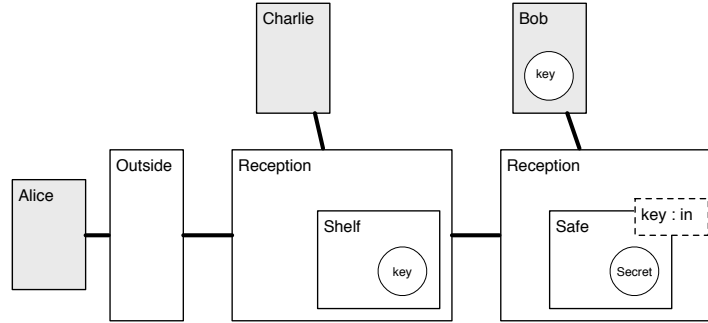 Charlie
Bob
key
Outside
Reception
Reception
Alice
Shelf
key
Safe
key : in
Secret